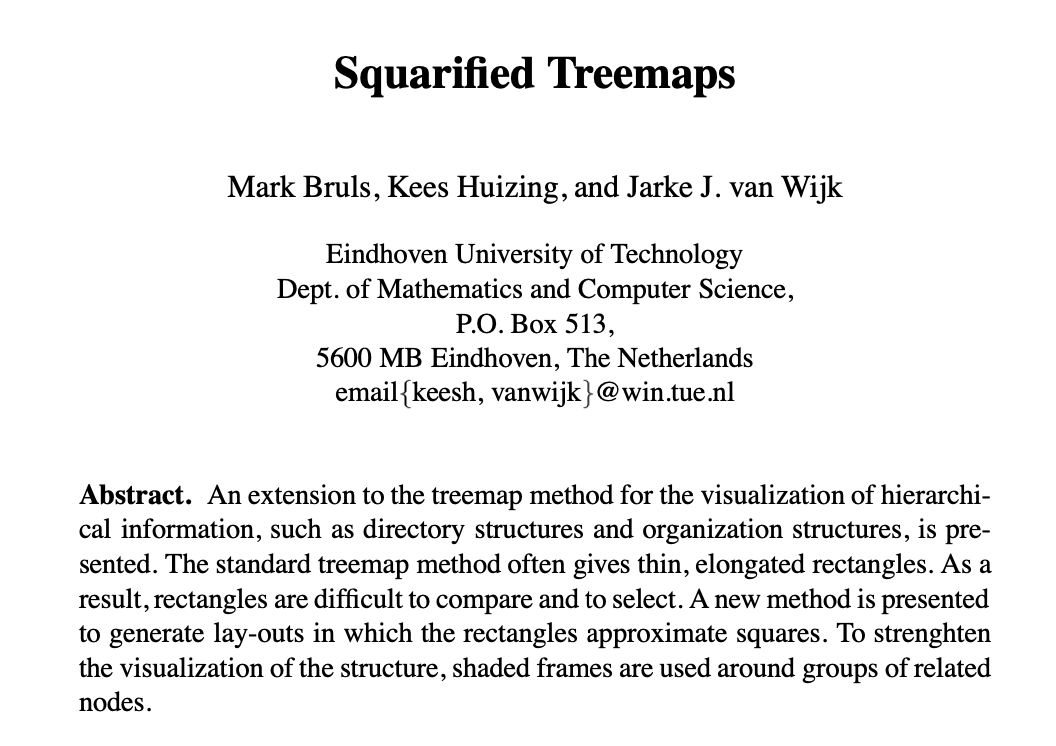 Squarified Treemaps
Mark Bruls, Kees Huizing, and Jarke J. van Wijk
Eindhoven University of Technology
Dept. of Mathematics and Computer Science,
P.O. Box 513,
5600 MB Eindhoven, The Netherlands
email{keesh, vanwijk}@win.tue.nl
Abstract. An extension to the treemap method for the visualization of hierarchi-
cal information, such as directory structures and organization structures, is pre-
sented. The standard treemap method often gives thin, elongated rectangles. As a
result, rectangles are difficult to compare and to select. A new method is presented
to generate lay-outs in which the rectangles approximate squares. To strenghten
the visualization of the structure, shaded frames are used around groups of related
nodes.